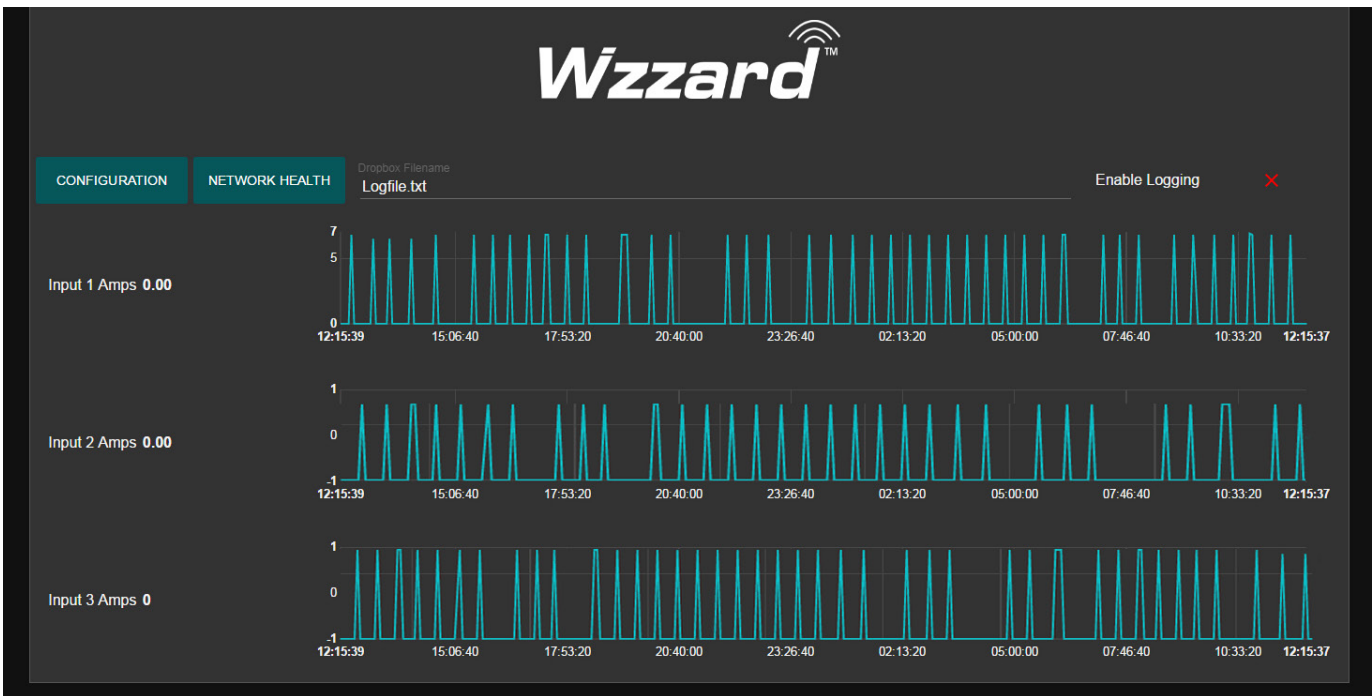 Wzzard™
CONFIGURATION
NETWORK HEALTH
Dropbox Filename
Logfile.txt
Enable Logging
Input 1 Amps 0.00
7
5
0
12:15:39 15:06:40 17:53:20 20:40:00 23:26:40 02:13:20 05:00:00 07:46:40 10:33:20 12:15:37
Input 2 Amps 0.00
1
0
-1
12:15:39 15:06:40 17:53:20 20:40:00 23:26:40 02:13:20 05:00:00 07:46:40 10:33:20 12:15:37
Input 3 Amps 0
1
0
-1
12:15:39 15:06:40 17:53:20 20:40:00 23:26:40 02:13:20 05:00:00 07:46:40 10:33:20 12:15:37